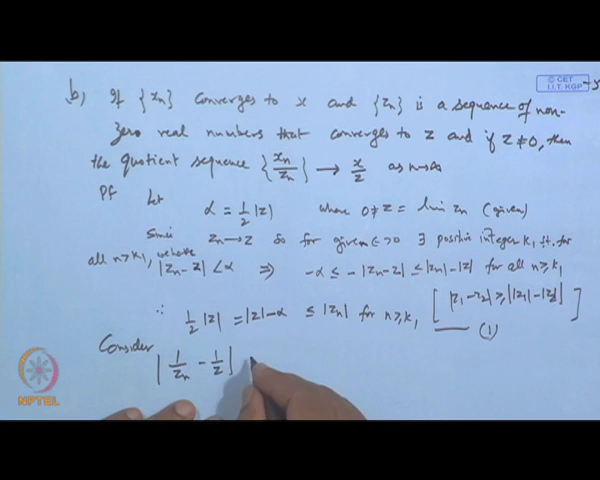 © CET
I.I.T. KGP
b) If {xn} converges to x and {zn} is a sequence of non-
zero real numbers that converges to z and if z ≠ 0, then
the quotient sequence {xn/zn} → x/z as n→∞
Pf Let α = 1/2 |z| where 0 ≠ z = lim zn (given)
Since zn → z so for given ε > 0 ∃ positive integer K1 s.t. for
all n ≥ K1, we have
|zn - z| < α ⇒ -α ≤ -|zn - z| ≤ |zn| - |z| for all n ≥ K1
∴ 1/2 |z| = |z| - α ≤ |zn| for n ≥ K1 [ |z1 - z2| ≥ ||z1| - |z2|| ]
— (1)
Consider
| 1/zn - 1/z |
NPTEL